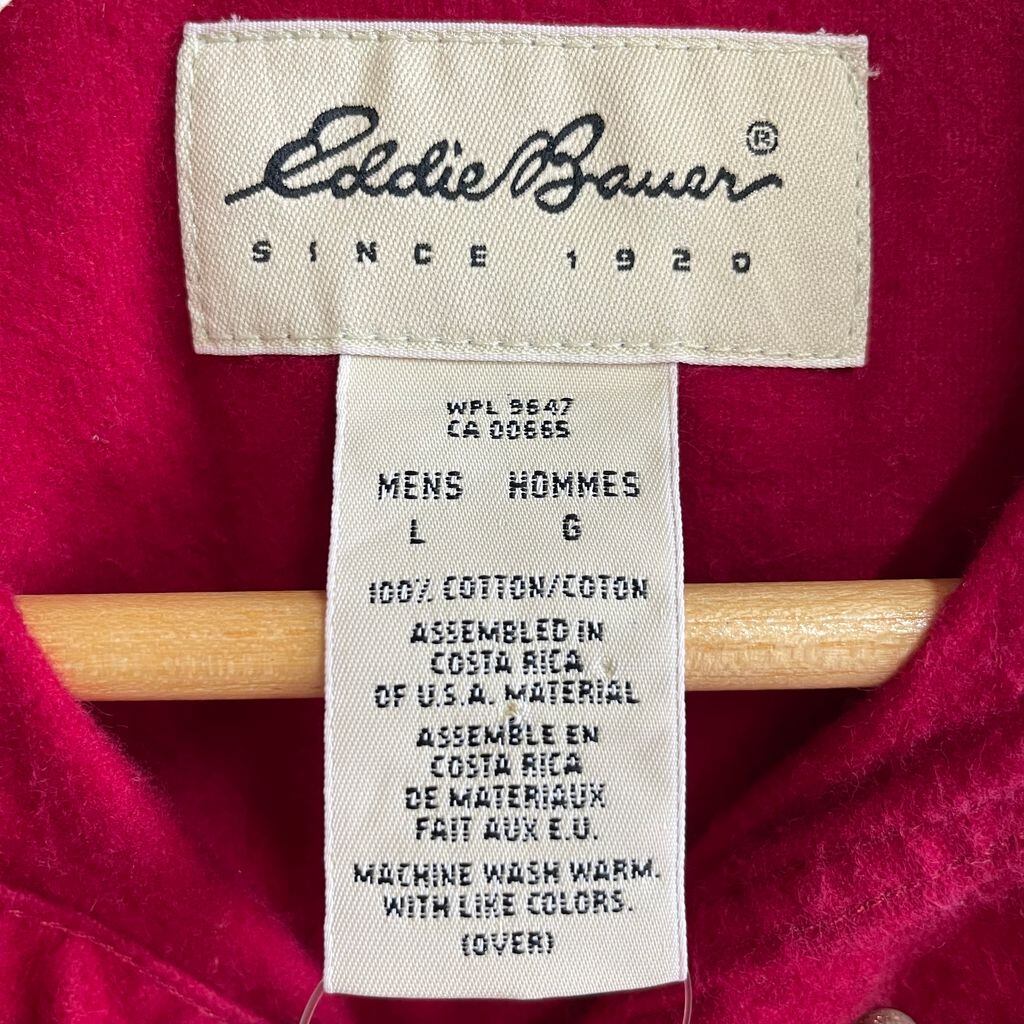 Eddie Bauer®
SINCE 1920
WPL 9647
CA 00665
MENS HOMMES
L G
100% COTTON/COTON
ASSEMBLED IN
COSTA RICA
OF U.S.A. MATERIAL
ASSEMBLE EN
COSTA RICA
DE MATERIAUX
FAIT AUX E.U.
MACHINE WASH WARM.
WITH LIKE COLORS.
(OVER)